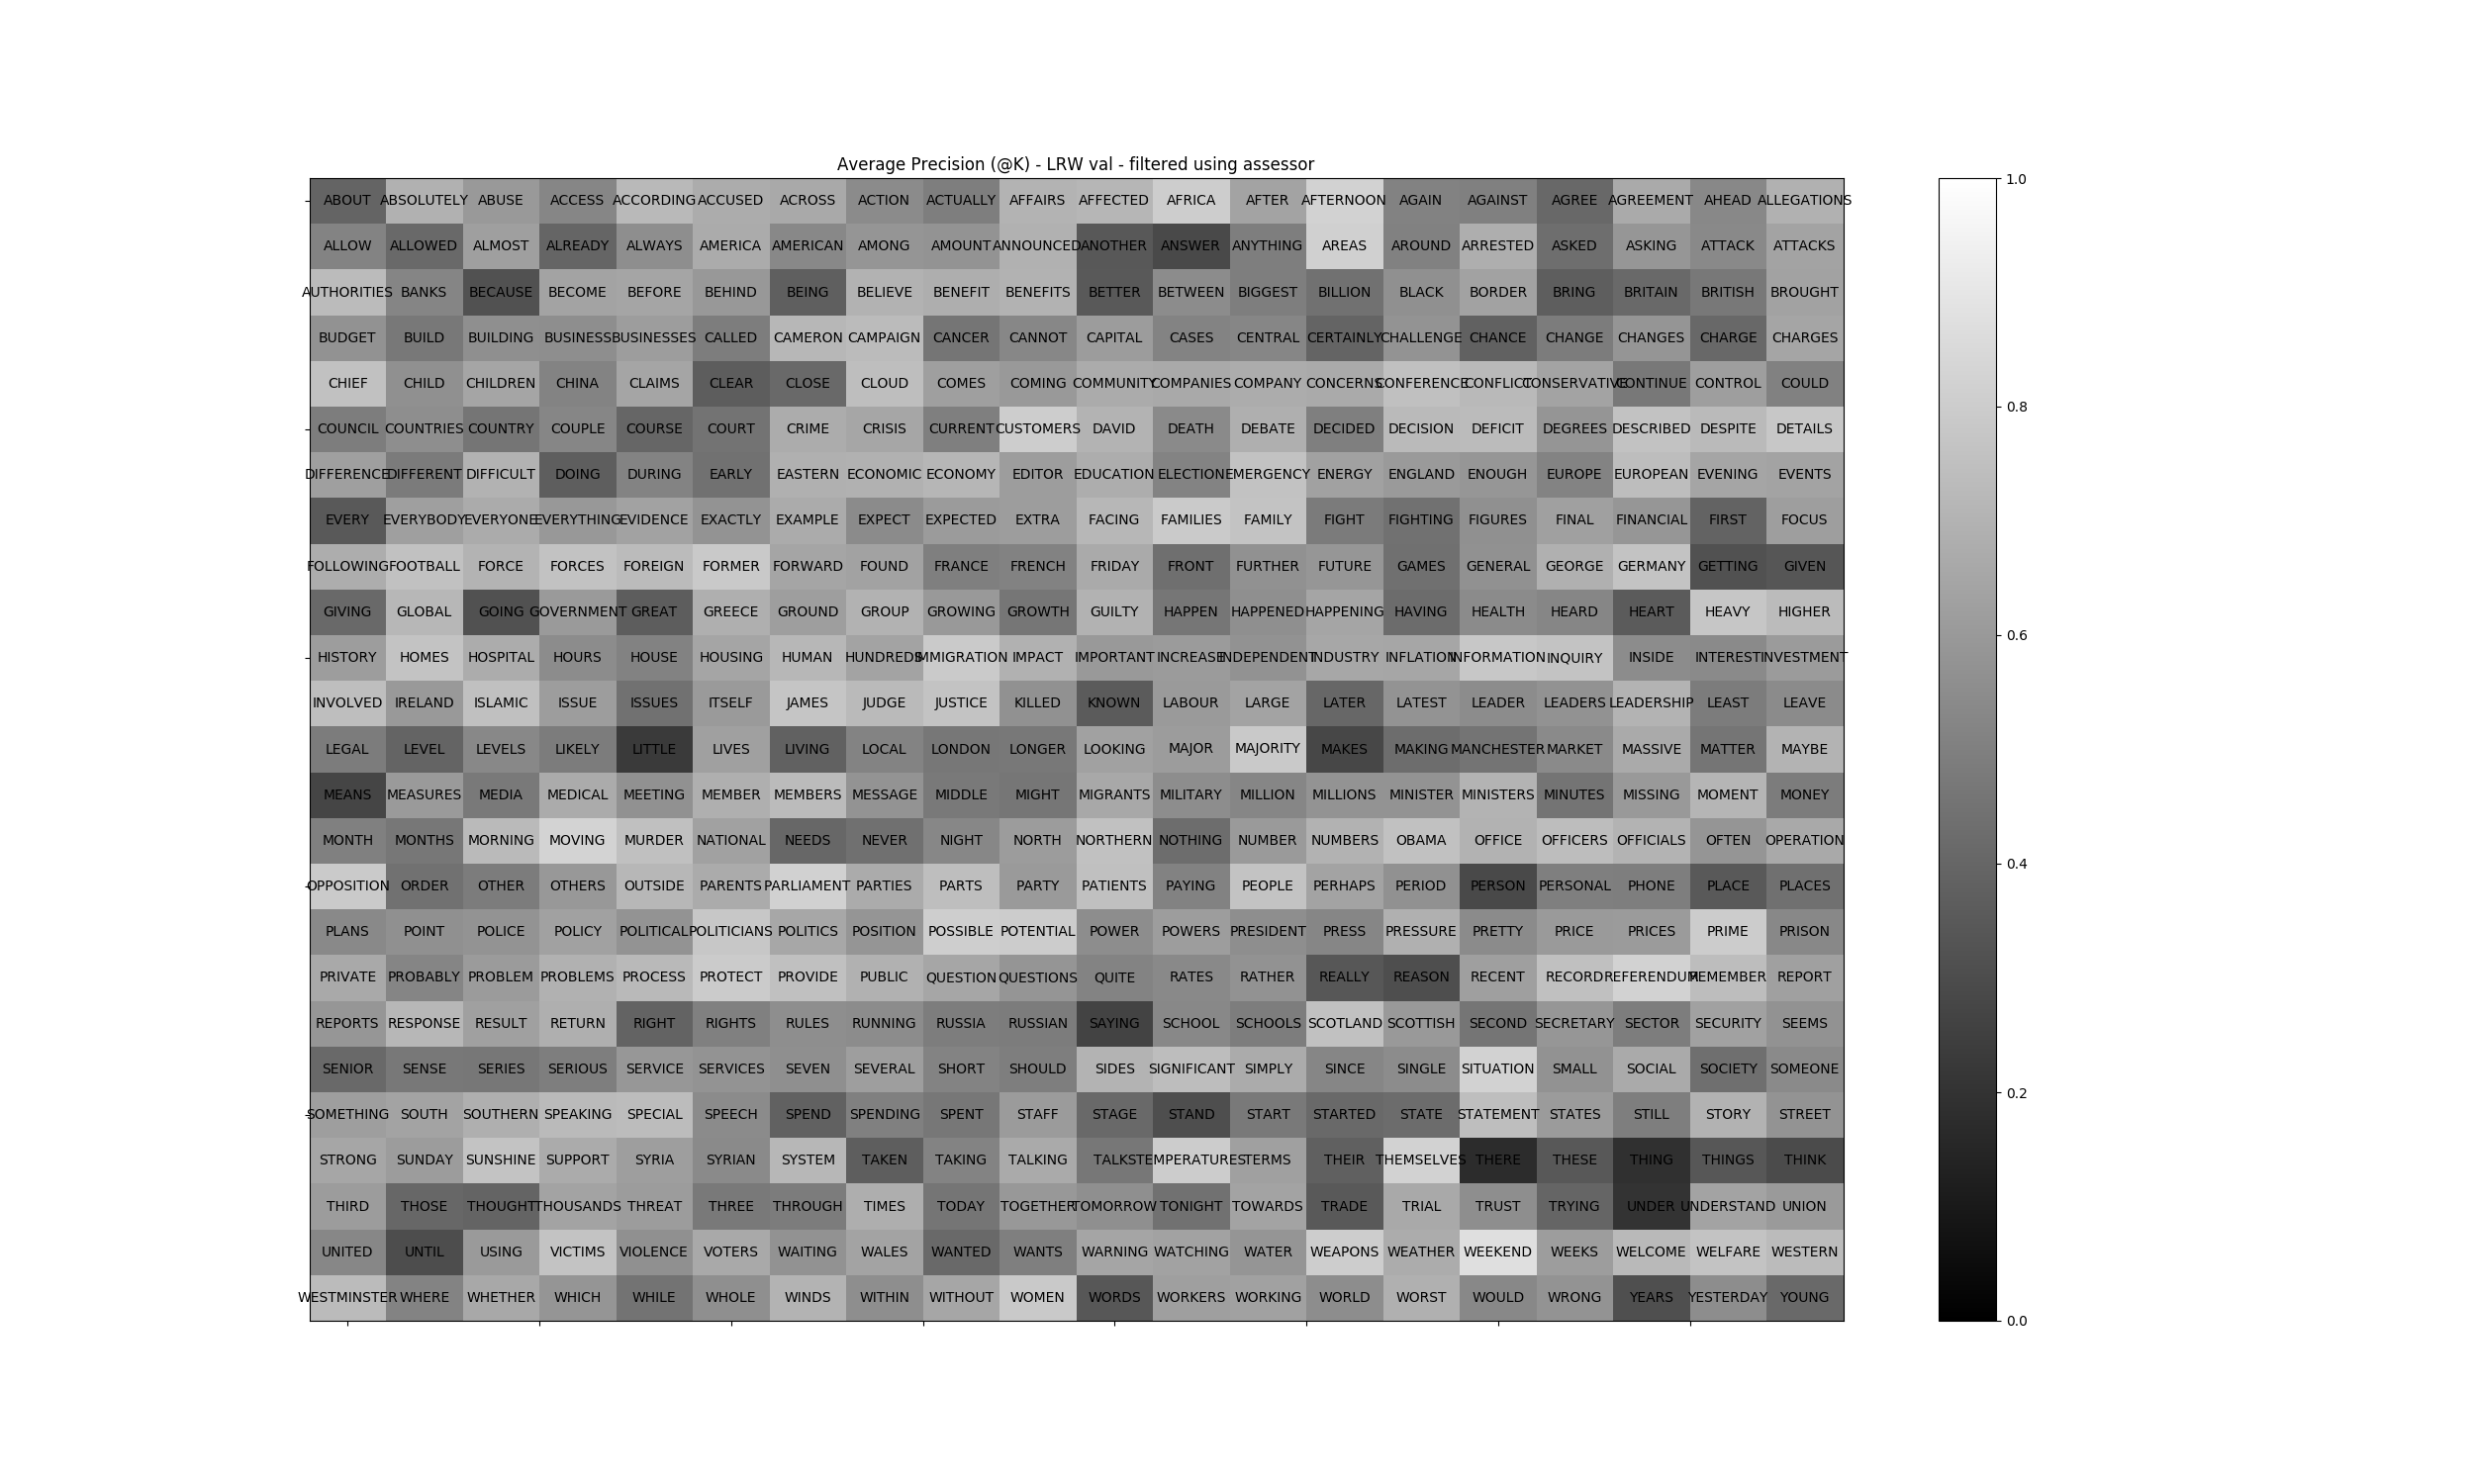 Average Precision (@K) - LRW val - filtered using assessor
ABOUT ABSOLUTELY ABUSE ACCESS ACCORDING ACCUSED ACROSS ACTION ACTUALLY AFFAIRS AFFECTED AFRICA AFTER AFTERNOON AGAIN AGAINST AGREE AGREEMENT AHEAD ALLEGATIONS
ALLOW ALLOWED ALMOST ALREADY ALWAYS AMERICA AMERICAN AMONG AMOUNT ANNOUNCED ANOTHER ANSWER ANYTHING AREAS AROUND ARRESTED ASKED ASKING ATTACK ATTACKS
AUTHORITIES BANKS BECAUSE BECOME BEFORE BEHIND BEING BELIEVE BENEFIT BENEFITS BETTER BETWEEN BIGGEST BILLION BLACK BORDER BRING BRITAIN BRITISH BROUGHT
BUDGET BUILD BUILDING BUSINESS BUSINESSES CALLED CAMERON CAMPAIGN CANCER CANNOT CAPITAL CASES CENTRAL CERTAINLY CHALLENGE CHANCE CHANGE CHANGES CHARGE CHARGES
CHIEF CHILD CHILDREN CHINA CLAIMS CLEAR CLOSE CLOUD COMES COMING COMMUNITY COMPANIES COMPANY CONCERNS CONFERENCE CONFLICT CONSERVATIVE CONTINUE CONTROL COULD
COUNCIL COUNTRIES COUNTRY COUPLE COURSE COURT CRIME CRISIS CURRENT CUSTOMERS DAVID DEATH DEBATE DECIDED DECISION DEFICIT DEGREES DESCRIBED DESPITE DETAILS
DIFFERENCE DIFFERENT DIFFICULT DOING DURING EARLY EASTERN ECONOMIC ECONOMY EDITOR EDUCATION ELECTION EMERGENCY ENERGY ENGLAND ENOUGH EUROPE EUROPEAN EVENING EVENTS
EVERY EVERYBODY EVERYONE EVERYTHING EVIDENCE EXACTLY EXAMPLE EXPECT EXPECTED EXTRA FACING FAMILIES FAMILY FIGHT FIGHTING FIGURES FINAL FINANCIAL FIRST FOCUS
FOLLOWING FOOTBALL FORCE FORCES FOREIGN FORMER FORWARD FOUND FRANCE FRENCH FRIDAY FRONT FURTHER FUTURE GAMES GENERAL GEORGE GERMANY GETTING GIVEN
GIVING GLOBAL GOING GOVERNMENT GREAT GREECE GROUND GROUP GROWING GROWTH GUILTY HAPPEN HAPPENED HAPPENING HAVING HEALTH HEARD HEART HEAVY HIGHER
HISTORY HOMES HOSPITAL HOURS HOUSE HOUSING HUMAN HUNDREDS IMMIGRATION IMPACT IMPORTANT INCREASE INDEPENDENT INDUSTRY INFLATION INFORMATION INQUIRY INSIDE INTEREST INVESTMENT
INVOLVED IRELAND ISLAMIC ISSUE ISSUES ITSELF JAMES JUDGE JUSTICE KILLED KNOWN LABOUR LARGE LATER LATEST LEADER LEADERS LEADERSHIP LEAST LEAVE
LEGAL LEVEL LEVELS LIKELY LITTLE LIVES LIVING LOCAL LONDON LONGER LOOKING MAJOR MAJORITY MAKES MAKING MANCHESTER MARKET MASSIVE MATTER MAYBE
MEANS MEASURES MEDIA MEDICAL MEETING MEMBER MEMBERS MESSAGE MIDDLE MIGHT MIGRANTS MILITARY MILLION MILLIONS MINISTER MINISTERS MINUTES MISSING MOMENT MONEY
MONTH MONTHS MORNING MOVING MURDER NATIONAL NEEDS NEVER NIGHT NORTH NORTHERN NOTHING NUMBER NUMBERS OBAMA OFFICE OFFICERS OFFICIALS OFTEN OPERATION
OPPOSITION ORDER OTHER OTHERS OUTSIDE PARENTS PARLIAMENT PARTIES PARTS PARTY PATIENTS PAYING PEOPLE PERHAPS PERIOD PERSON PERSONAL PHONE PLACE PLACES
PLANS POINT POLICE POLICY POLITICAL POLITICIANS POLITICS POSITION POSSIBLE POTENTIAL POWER POWERS PRESIDENT PRESS PRESSURE PRETTY PRICE PRICES PRIME PRISON
PRIVATE PROBABLY PROBLEM PROBLEMS PROCESS PROTECT PROVIDE PUBLIC QUESTION QUESTIONS QUITE RATES RATHER REALLY REASON RECENT RECORD REFERENDUM REMEMBER REPORT
REPORTS RESPONSE RESULT RETURN RIGHT RIGHTS RULES RUNNING RUSSIA RUSSIAN SAYING SCHOOL SCHOOLS SCOTLAND SCOTTISH SECOND SECRETARY SECTOR SECURITY SEEMS
SENIOR SENSE SERIES SERIOUS SERVICE SERVICES SEVEN SEVERAL SHORT SHOULD SIDES SIGNIFICANT SIMPLY SINCE SINGLE SITUATION SMALL SOCIAL SOCIETY SOMEONE
SOMETHING SOUTH SOUTHERN SPEAKING SPECIAL SPEECH SPEND SPENDING SPENT STAFF STAGE STAND START STARTED STATE STATEMENT STATES STILL STORY STREET
STRONG SUNDAY SUNSHINE SUPPORT SYRIA SYRIAN SYSTEM TAKEN TAKING TALKING TALKS TEMPERATURES TERMS THEIR THEMSELVES THERE THESE THING THINGS THINK
THIRD THOSE THOUGHT THOUSANDS THREAT THREE THROUGH TIMES TODAY TOGETHER TOMORROW TONIGHT TOWARDS TRADE TRIAL TRUST TRYING UNDER UNDERSTAND UNION
UNITED UNTIL USING VICTIMS VIOLENCE VOTERS WAITING WALES WANTED WANTS WARNING WATCHING WATER WEAPONS WEATHER WEEKEND WEEKS WELCOME WELFARE WESTERN
WESTMINSTER WHERE WHETHER WHICH WHILE WHOLE WINDS WITHIN WITHOUT WOMEN WORDS WORKERS WORKING WORLD WORST WOULD WRONG YEARS YESTERDAY YOUNG
1.0
0.8
0.6
0.4
0.2
0.0